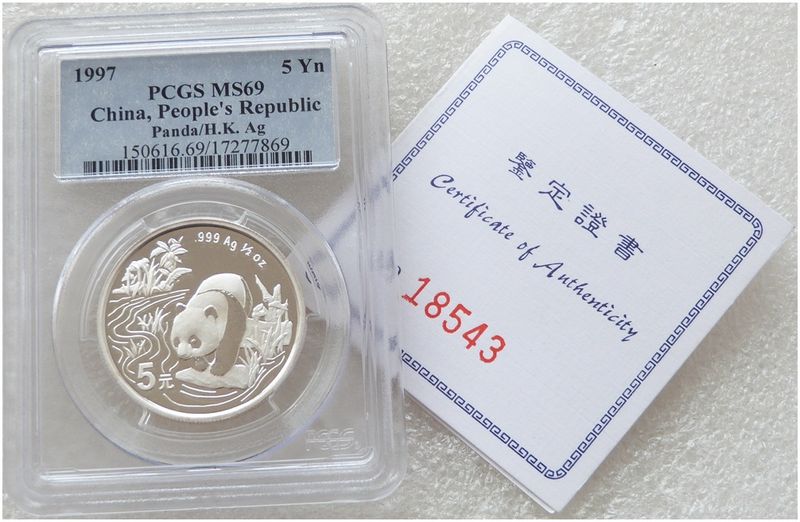 1997 5 Yn
PCGS MS69
China, People's Republic
Panda/H.K. Ag
150616.69/17277869
.999 Ag ½ oz
5元
鑒定證書
Certificate of Authenticity
18543